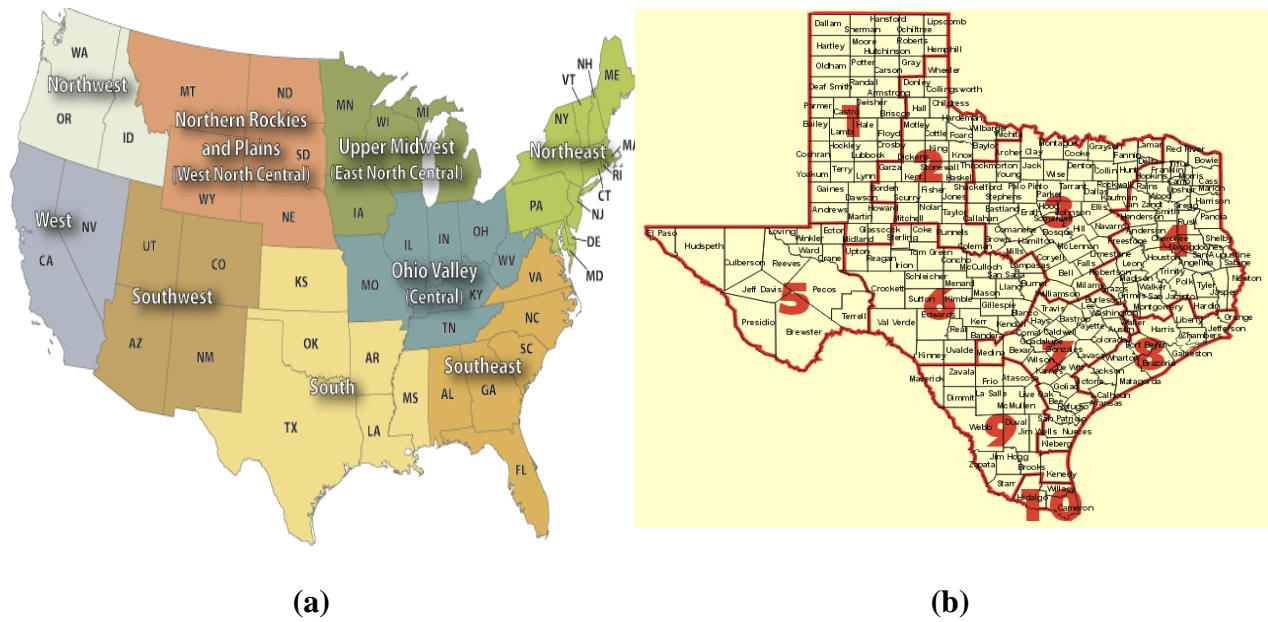 WA
Northwest
OR
ID
MT
ND
Northern Rockies
and Plains
SD
(West North Central)
WY
NE
MN
WI
MI
Upper Midwest
(East North Central)
IA
VT
NH
ME
NY
MA
Northeast
RI
CT
PA
NJ
DE
MD
West
NV
CA
UT
CO
Southwest
AZ
NM
IL
IN
OH
Ohio Valley
(Central)
WV
MO
KY
TN
VA
NC
SC
Southeast
AL
GA
FL
KS
OK
AR
South
TX
LA
MS
(a)
Dallam
Sherman
Hansford
Ochiltree
Lipscomb
Hartley
Moore
Hutchinson
Roberts
Hemphill
Oldham
Potter
Carson
Gray
Wheeler
Deaf Smith
Randall
Armstrong
Donley
Collingsworth
Parmer
Castro
Swisher
Briscoe
Hall
Childress
Hardeman
Bailey
Lamb
Hale
Floyd
Motley
Cottle
Foard
Wilbarger
Wichita
Cochran
Hockley
Lubbock
Crosby
Dickens
King
Knox
Baylor
Archer
Clay
Montague
Cooke
Grayson
Fannin
Lamar
Red River
Bowie
Yoakum
Terry
Lynn
Garza
Kent
Stonewall
Haskel
Throckmorton
Young
Jack
Wise
Denton
Collin
Hunt
Hopkins
Franklin
Titus
Morris
Cass
Gaines
Dawson
Borden
Scurry
Fisher
Jones
Shackelford
Stephens
Palo Pinto
Parker
Tarrant
Dallas
Rockwall
Kaufman
Rains
Van Zandt
Wood
Upshur
Marion
Harrison
Andrews
Martin
Howard
Mitchell
Nolan
Taylor
Callahan
Eastland
Erath
Hood
Somervell
Johnson
Ellis
Navarro
Henderson
Smith
Gregg
Rusk
Panola
El Paso
Hudspeth
Culberson
Loving
Winkler
Ector
Midland
Glasscock
Sterling
Coke
Runnels
Coleman
Brown
Comanche
Hamilton
Bosque
Hill
Freestone
Anderson
Cherokee
Nacogdoches
Shelby
Reeves
Ward
Crane
Upton
Reagan
Irion
Tom Green
Concho
McCulloch
San Saba
Mills
Lampasas
Coryell
McLennan
Limestone
Falls
Leon
Houston
Angelina
San Augustine
Sabine
Jeff Davis
Pecos
Crockett
Schleicher
Menard
Mason
Llano
Burnet
Bell
Williamson
Milam
Robertson
Brazos
Madison
Grimes
Walker
Trinity
Polk
Tyler
Jasper
Newton
Presidio
Brewster
Terrell
Val Verde
Sutton
Edwards
Kimble
Gillespie
Blanco
Travis
Bastrop
Lee
Burleson
Washington
Montgomery
San Jacinto
Liberty
Hardin
Orange
Kinney
Uvalde
Real
Kerr
Bandera
Kendall
Comal
Hays
Caldwell
Fayette
Austin
Waller
Harris
Chambers
Jefferson
Medina
Bexar
Guadalupe
Gonzales
Colorado
Lavaca
Wharton
Fort Bend
Brazoria
Galveston
Maverick
Zavala
Frio
Atascosa
Wilson
Karnes
De Witt
Victoria
Jackson
Matagorda
Dimmit
La Salle
McMullen
Live Oak
Bee
Goliad
Refugio
Calhoun
Aransas
San Patricio
Webb
Duval
Jim Wells
Nueces
Kleberg
Zapata
Jim Hogg
Brooks
Kenedy
Starr
Hidalgo
Willacy
Cameron
1
2
3
4
5
6
7
8
9
10
(b)